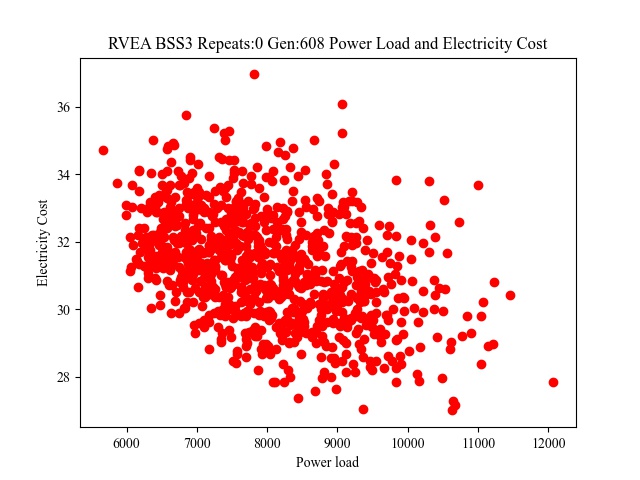 RVEA BSS3 Repeats:0 Gen:608 Power Load and Electricity Cost
36
34
32
30
28
Electricity Cost
6000 7000 8000 9000 10000 11000 12000
Power load